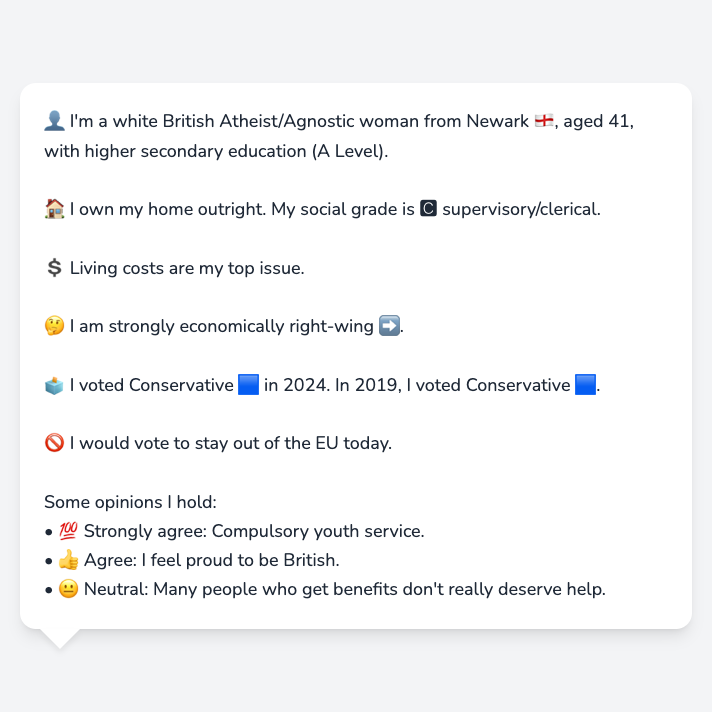 👤 I'm a white British Atheist/Agnostic woman from Newark 🏴󠁧󠁢󠁥󠁮󠁧󠁿, aged 41,
with higher secondary education (A Level).
🏠 I own my home outright. My social grade is 🅲 supervisory/clerical.
💲 Living costs are my top issue.
🤔 I am strongly economically right-wing ➡️.
🗳️ I voted Conservative 🟦 in 2024. In 2019, I voted Conservative 🟦.
🚫 I would vote to stay out of the EU today.
Some opinions I hold:
• 💯 Strongly agree: Compulsory youth service.
• 👍 Agree: I feel proud to be British.
• 😐 Neutral: Many people who get benefits don't really deserve help.